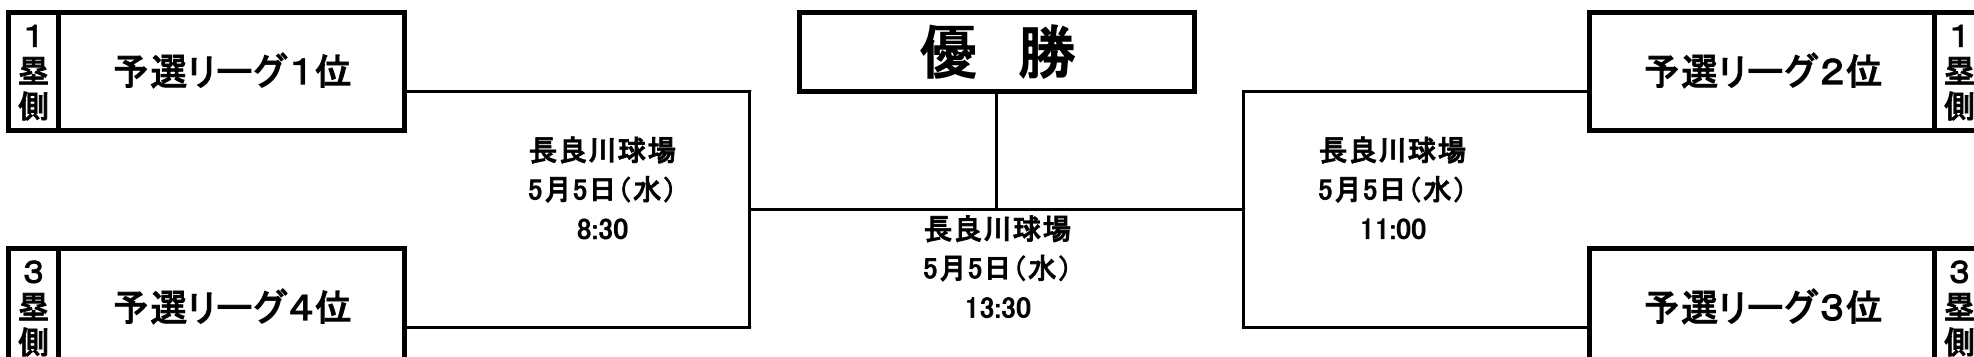 1塁側
予選リーグ1位
優　勝
予選リーグ2位
1塁側
長良川球場
5月5日（水）
8:30
長良川球場
5月5日（水）
11:00
長良川球場
5月5日（水）
13:30
3塁側
予選リーグ4位
予選リーグ3位
3塁側